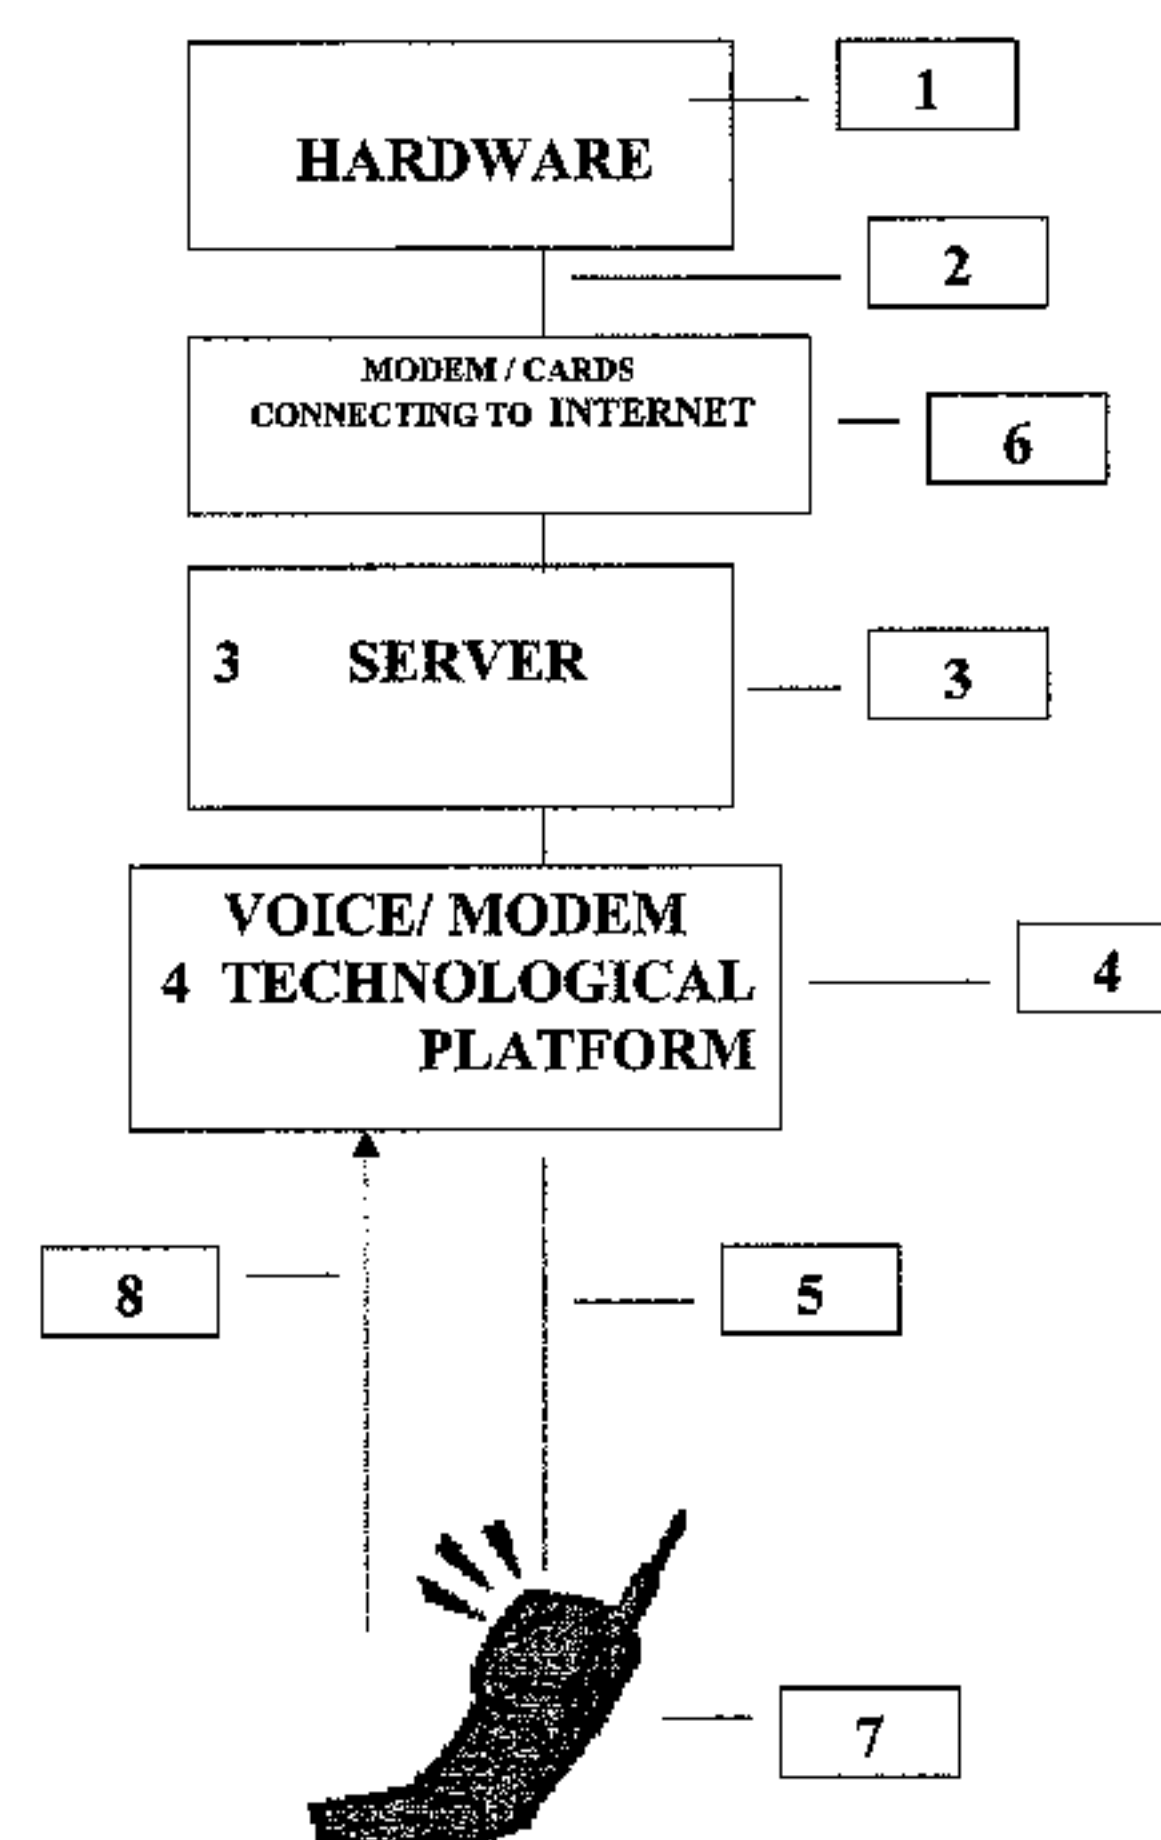 1
HARDWARE
2
MODEM / CARDS
CONNECTING TO INTERNET
6
3 SERVER
3
VOICE/ MODEM
4 TECHNOLOGICAL
PLATFORM
4
8
5
7